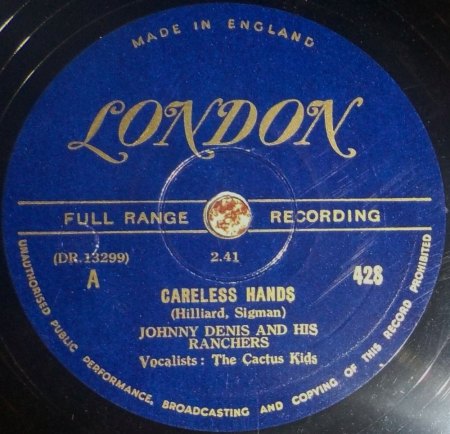 MADE IN ENGLAND
LONDON
FULL RANGE RECORDING
(DR.13299) 2.41
A 428
CARELESS HANDS
(Hilliard, Sigman)
JOHNNY DENIS AND HIS
RANCHERS
Vocalists : The Cactus Kids
UNAUTHORISED PUBLIC PERFORMANCE, BROADCASTING AND COPYING OF THIS RECORD PROHIBITED